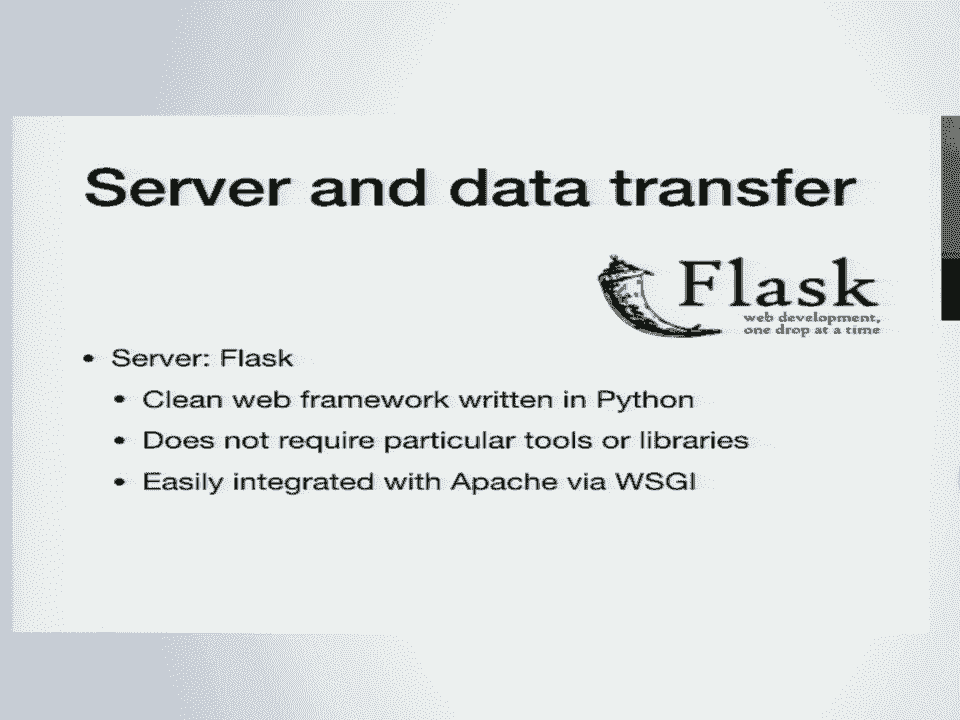 Server and data transfer
Flask
web development,
one drop at a time
• Server: Flask
• Clean web framework written in Python
• Does not require particular tools or libraries
• Easily integrated with Apache via WSGI